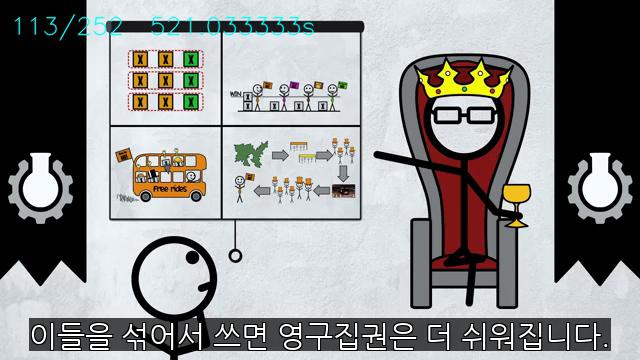 113/252 521.033333s
X X X
X X X
X X X
WIN
X
X X X X
Free rides
이들을 섞어서 쓰면 영구집권은 더 쉬워집니다.